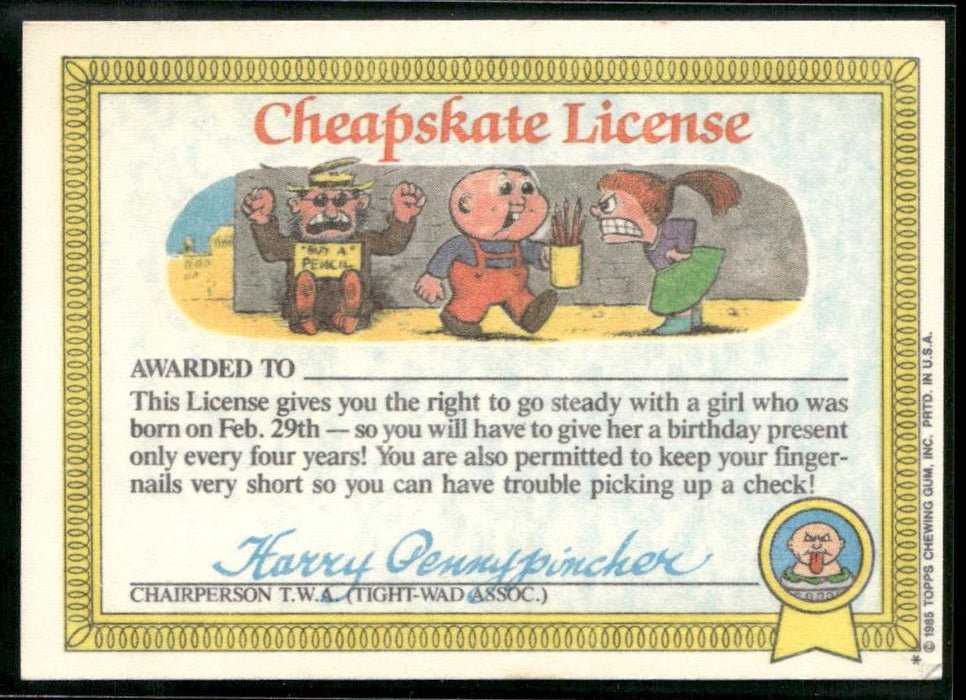 Cheapskate License
"BUY A"
PENCIL
AWARDED TO
This License gives you the right to go steady with a girl who was
born on Feb. 29th — so you will have to give her a birthday present
only every four years! You are also permitted to keep your finger-
nails very short so you can have trouble picking up a check!
Harry Pennypincher
CHAIRPERSON T.W.A. (TIGHT-WAD ASSOC.)
* © 1985 TOPPS CHEWING GUM, INC. PRTD. IN U.S.A.